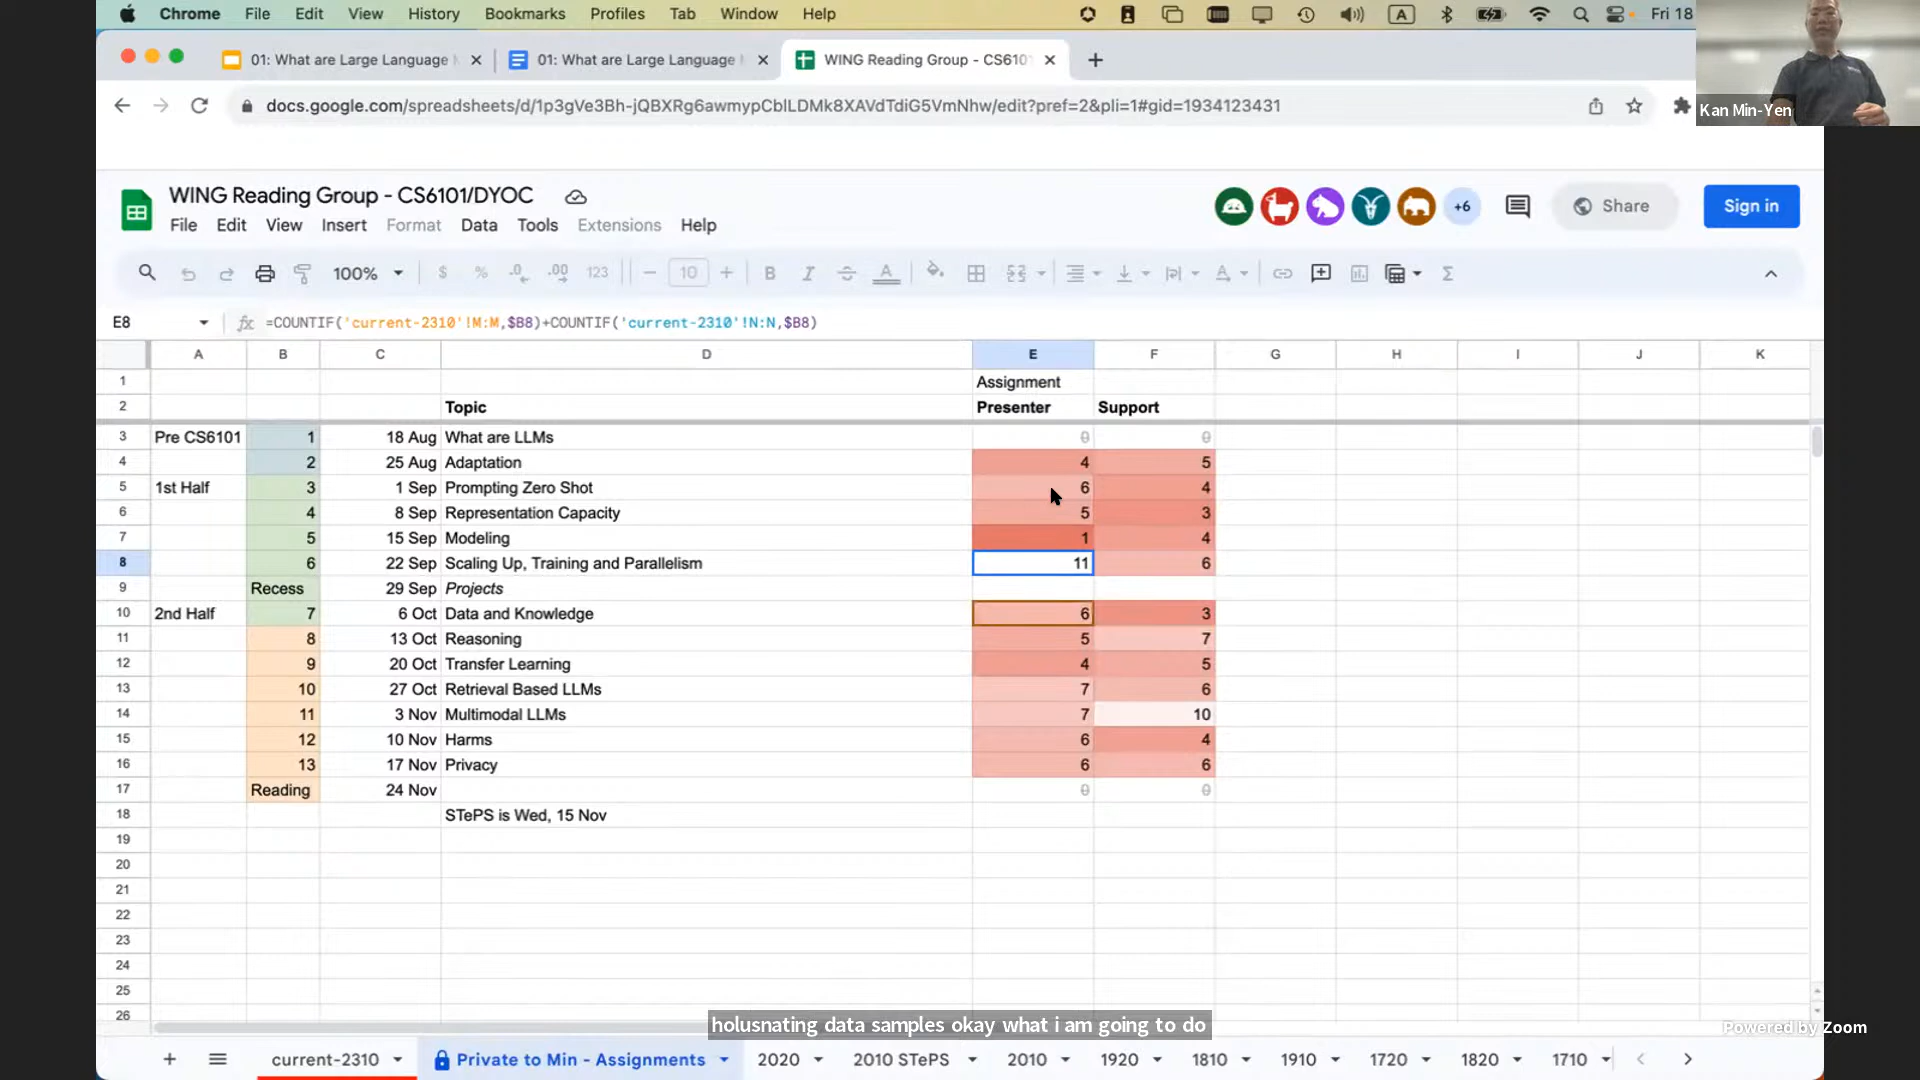 Chrome File Edit View History Bookmarks Profiles Tab Window Help
A
Fri 18
01: What are Large Language
01: What are Large Language
WING Reading Group - CS6101
docs.google.com/spreadsheets/d/1p3gVe3Bh-jQBXRg6awmypCblLDMk8XAVdTdiG5VmNhw/edit?pref=2&pli=1#gid=1934123431
Kan Min-Yen
WING Reading Group - CS6101/DYOC
+6
Share
Sign in
File Edit View Insert Format Data Tools Extensions Help
100% $ % .0 .00 123 − 10 + B I S A A Σ
E8 fx =COUNTIF('current-2310'!M:M,$B8)+COUNTIF('current-2310'!N:N,$B8)
A B C D E F G H I J K
1 Assignment
2 Topic Presenter Support
3 Pre CS6101 1 18 Aug What are LLMs 0 0
4 2 25 Aug Adaptation 4 5
5 1st Half 3 1 Sep Prompting Zero Shot 6 4
6 4 8 Sep Representation Capacity 5 3
7 5 15 Sep Modeling 1 4
8 6 22 Sep Scaling Up, Training and Parallelism 11 6
9 Recess 29 Sep Projects
10 2nd Half 7 6 Oct Data and Knowledge 6 3
11 8 13 Oct Reasoning 5 7
12 9 20 Oct Transfer Learning 4 5
13 10 27 Oct Retrieval Based LLMs 7 6
14 11 3 Nov Multimodal LLMs 7 10
15 12 10 Nov Harms 6 4
16 13 17 Nov Privacy 6 6
17 Reading 24 Nov 0 0
18 STePS is Wed, 15 Nov
19
20
21
22
23
24
25
26
holusnating data samples okay what i am going to do
Powered by Zoom
current-2310 Private to Min - Assignments 2020 2010 STePS 2010 1920 1810 1910 1720 1820 1710